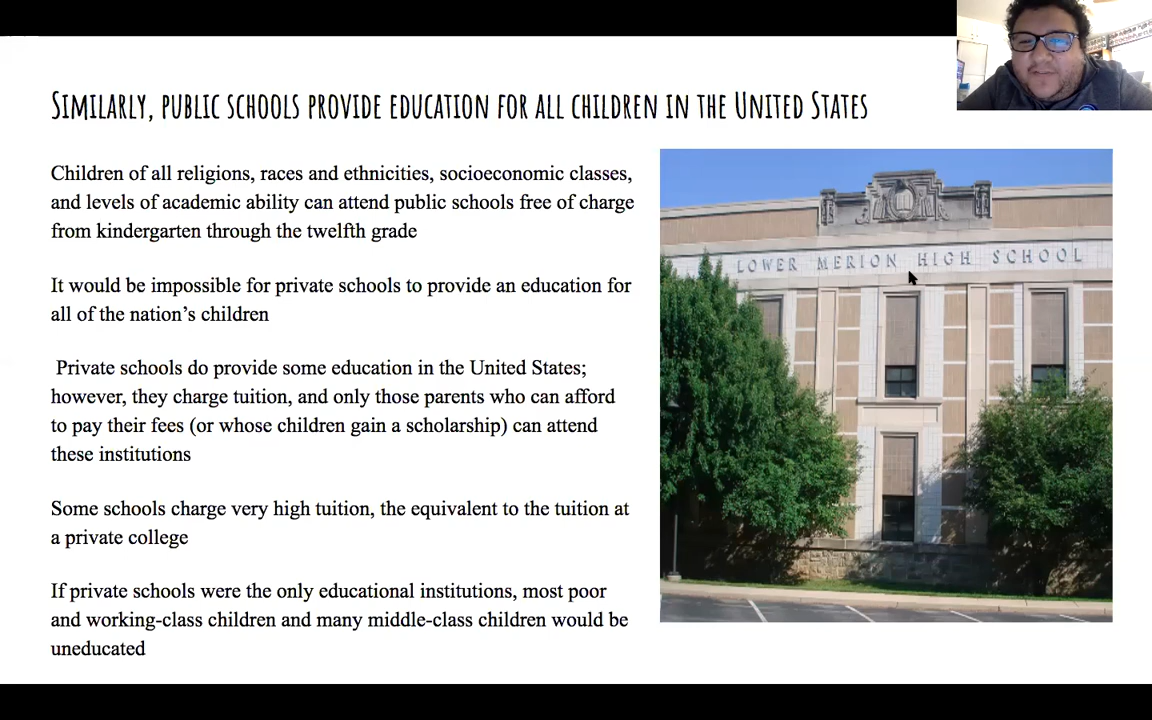 Similarly, public schools provide education for all children in the United States
Children of all religions, races and ethnicities, socioeconomic classes,
and levels of academic ability can attend public schools free of charge
from kindergarten through the twelfth grade
It would be impossible for private schools to provide an education for
all of the nation’s children
Private schools do provide some education in the United States;
however, they charge tuition, and only those parents who can afford
to pay their fees (or whose children gain a scholarship) can attend
these institutions
Some schools charge very high tuition, the equivalent to the tuition at
a private college
If private schools were the only educational institutions, most poor
and working-class children and many middle-class children would be
uneducated
LOWER MERION HIGH SCHOOL